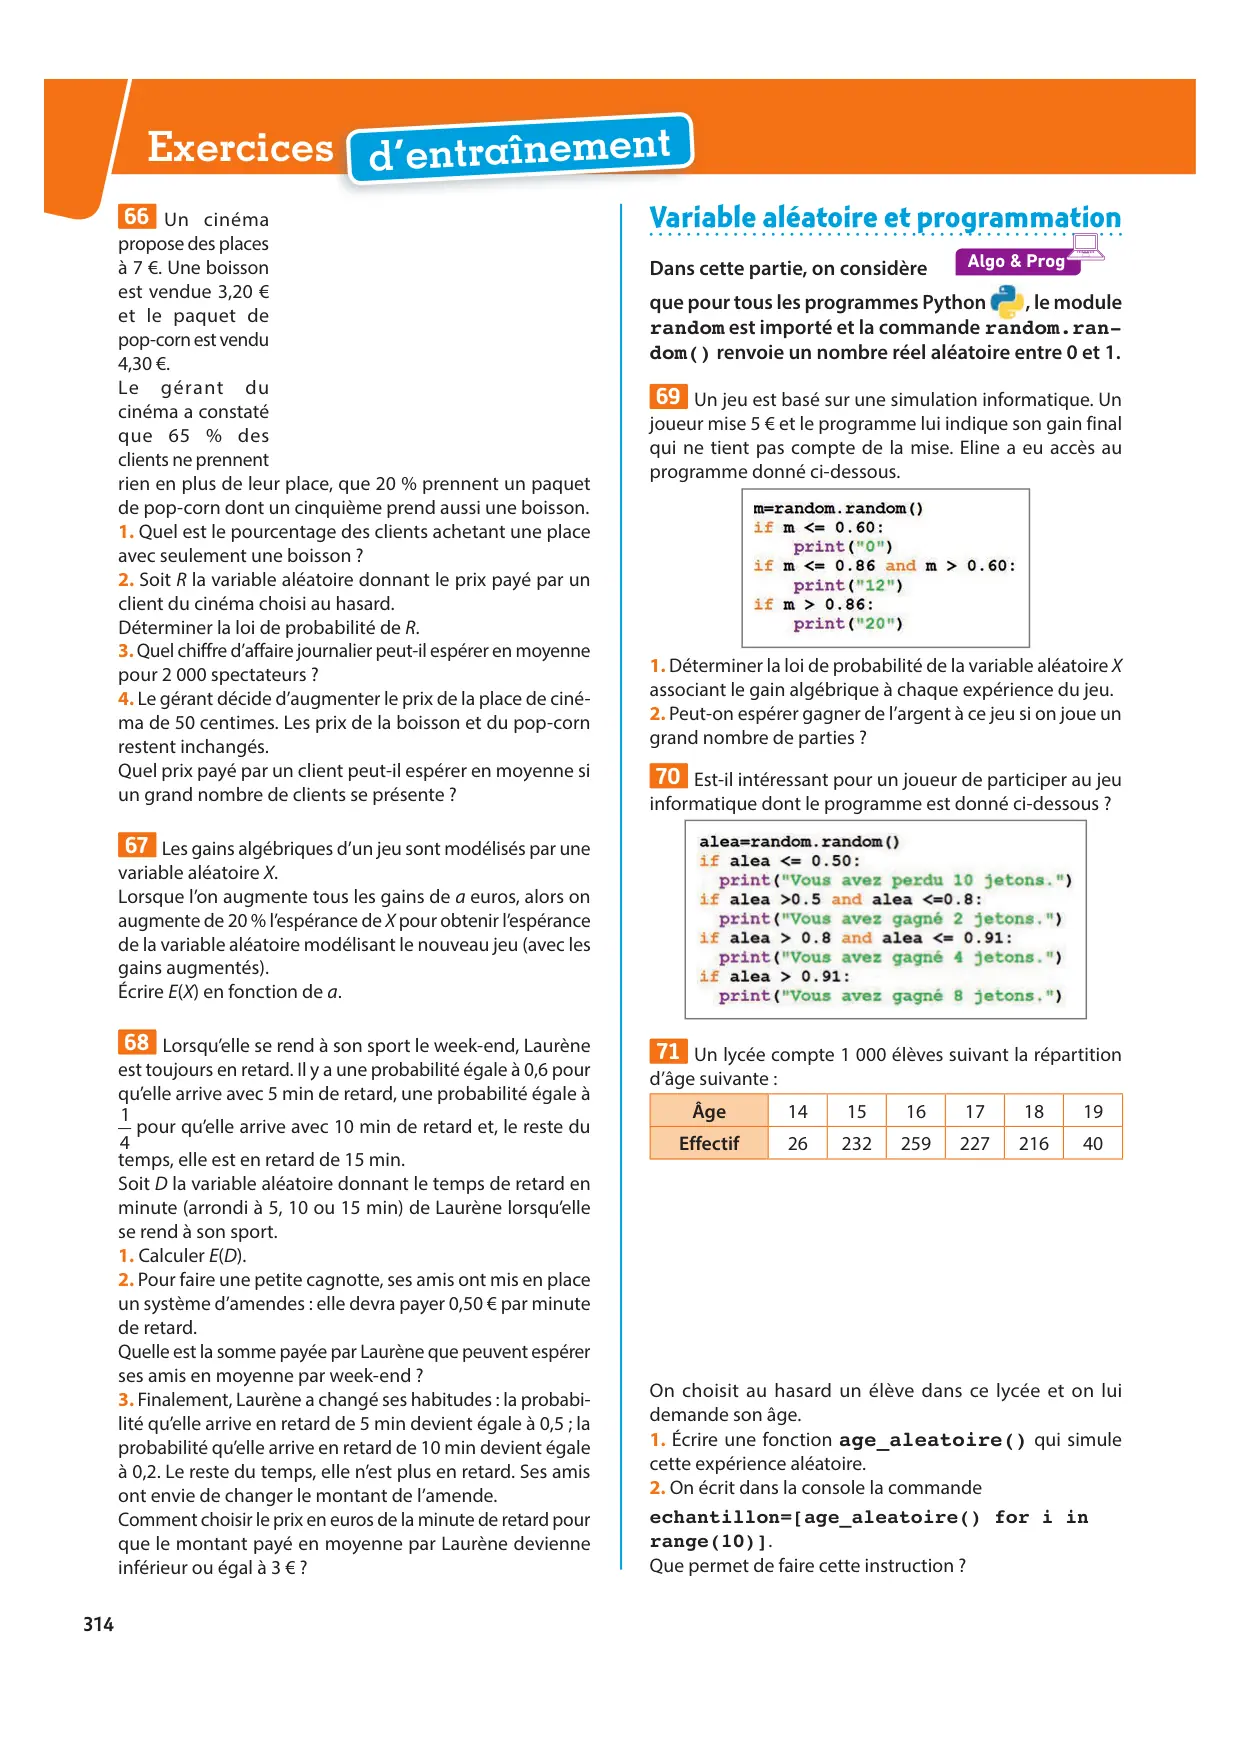 Exercices d'entraînement
66 Un cinéma
propose des places
à 7 €. Une boisson
est vendue 3,20 €
et le paquet de
pop-corn est vendu
4,30 €.
Le gérant du
cinéma a constaté
que 65 % des
clients ne prennent
rien en plus de leur place, que 20 % prennent un paquet
de pop-corn dont un cinquième prend aussi une boisson.
1. Quel est le pourcentage des clients achetant une place
avec seulement une boisson ?
2. Soit R la variable aléatoire donnant le prix payé par un
client du cinéma choisi au hasard.
Déterminer la loi de probabilité de R.
3. Quel chiffre d'affaire journalier peut-il espérer en moyenne
pour 2 000 spectateurs ?
4. Le gérant décide d'augmenter le prix de la place de ciné-
ma de 50 centimes. Les prix de la boisson et du pop-corn
restent inchangés.
Quel prix payé par un client peut-il espérer en moyenne si
un grand nombre de clients se présente ?
67 Les gains algébriques d'un jeu sont modélisés par une
variable aléatoire X.
Lorsque l'on augmente tous les gains de a euros, alors on
augmente de 20 % l'espérance de X pour obtenir l'espérance
de la variable aléatoire modélisant le nouveau jeu (avec les
gains augmentés).
Écrire E(X) en fonction de a.
68 Lorsqu'elle se rend à son sport le week-end, Laurène
est toujours en retard. Il y a une probabilité égale à 0,6 pour
qu'elle arrive avec 5 min de retard, une probabilité égale à
1/4 pour qu'elle arrive avec 10 min de retard et, le reste du
temps, elle est en retard de 15 min.
Soit D la variable aléatoire donnant le temps de retard en
minute (arrondi à 5, 10 ou 15 min) de Laurène lorsqu'elle
se rend à son sport.
1. Calculer E(D).
2. Pour faire une petite cagnotte, ses amis ont mis en place
un système d'amendes : elle devra payer 0,50 € par minute
de retard.
Quelle est la somme payée par Laurène que peuvent espérer
ses amis en moyenne par week-end ?
3. Finalement, Laurène a changé ses habitudes : la probabi-
lité qu'elle arrive en retard de 5 min devient égale à 0,5 ; la
probabilité qu'elle arrive en retard de 10 min devient égale
à 0,2. Le reste du temps, elle n'est plus en retard. Ses amis
ont envie de changer le montant de l'amende.
Comment choisir le prix en euros de la minute de retard pour
que le montant payé en moyenne par Laurène devienne
inférieur ou égal à 3 € ?
314
Variable aléatoire et programmation
Algo & Prog
Dans cette partie, on considère
que pour tous les programmes Python , le module
random est importé et la commande random.ran-
dom() renvoie un nombre réel aléatoire entre 0 et 1.
69 Un jeu est basé sur une simulation informatique. Un
joueur mise 5 € et le programme lui indique son gain final
qui ne tient pas compte de la mise. Eline a eu accès au
programme donné ci-dessous.
m=random.random()
if m <= 0.60:
    print("0")
if m <= 0.86 and m > 0.60:
    print("12")
if m > 0.86:
    print("20")
1. Déterminer la loi de probabilité de la variable aléatoire X
associant le gain algébrique à chaque expérience du jeu.
2. Peut-on espérer gagner de l'argent à ce jeu si on joue un
grand nombre de parties ?
70 Est-il intéressant pour un joueur de participer au jeu
informatique dont le programme est donné ci-dessous ?
alea=random.random()
if alea <= 0.50:
  print("Vous avez perdu 10 jetons.")
if alea >0.5 and alea <=0.8:
  print("Vous avez gagné 2 jetons.")
if alea > 0.8 and alea <= 0.91:
  print("Vous avez gagné 4 jetons.")
if alea > 0.91:
  print("Vous avez gagné 8 jetons.")
71 Un lycée compte 1 000 élèves suivant la répartition
d'âge suivante :
Âge 14 15 16 17 18 19
Effectif 26 232 259 227 216 40
On choisit au hasard un élève dans ce lycée et on lui
demande son âge.
1. Écrire une fonction age_aleatoire() qui simule
cette expérience aléatoire.
2. On écrit dans la console la commande
echantillon=[age_aleatoire() for i in
range(10)].
Que permet de faire cette instruction ?